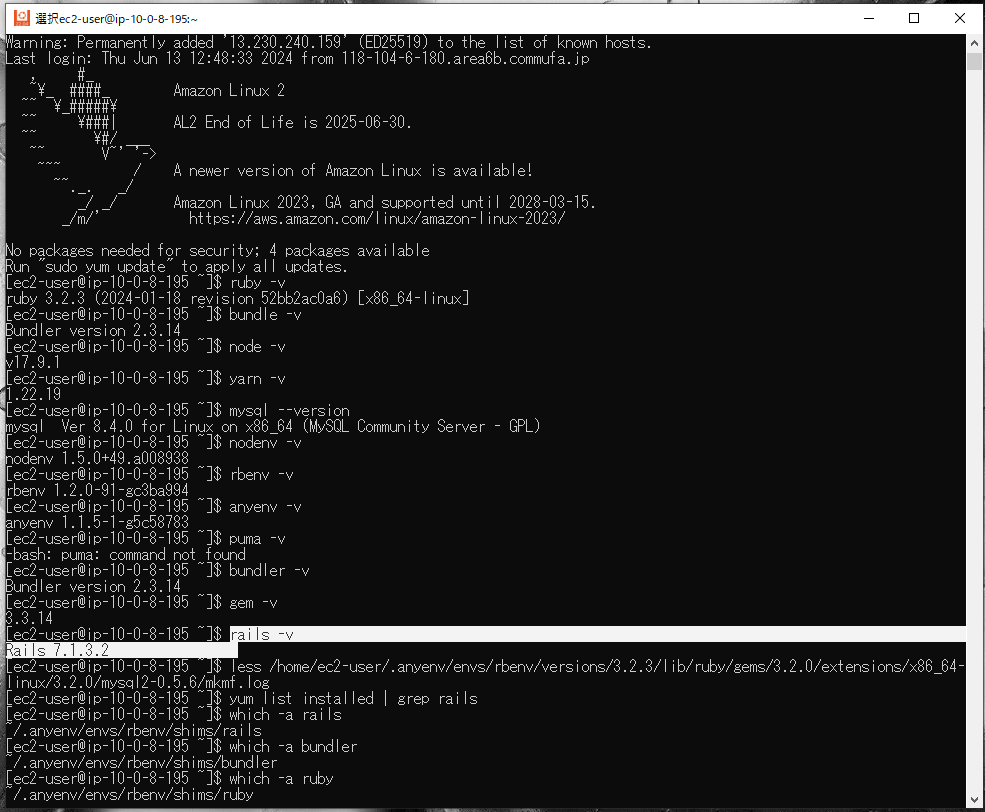 選択ec2-user@ip-10-0-8-195:~
Warning: Permanently added '13.230.240.159' (ED25519) to the list of known hosts.
Last login: Thu Jun 13 12:48:33 2024 from 118-104-6-180.area6b.commufa.jp
   ,     #_
   ~¥_  ####_        Amazon Linux 2
  ~~  ¥_#####¥
  ~~     ¥###|       AL2 End of Life is 2025-06-30.
  ~~       ¥#/ ___
   ~~       V~' '->
    ~~~         /    A newer version of Amazon Linux is available!
      ~~._.   _/
         _/ _/       Amazon Linux 2023, GA and supported until 2028-03-15.
       _/m/'           https://aws.amazon.com/linux/amazon-linux-2023/
No packages needed for security; 4 packages available
Run "sudo yum update" to apply all updates.
[ec2-user@ip-10-0-8-195 ~]$ ruby -v
ruby 3.2.3 (2024-01-18 revision 52bb2ac0a6) [x86_64-linux]
[ec2-user@ip-10-0-8-195 ~]$ bundle -v
Bundler version 2.3.14
[ec2-user@ip-10-0-8-195 ~]$ node -v
v17.9.1
[ec2-user@ip-10-0-8-195 ~]$ yarn -v
1.22.19
[ec2-user@ip-10-0-8-195 ~]$ mysql --version
mysql  Ver 8.4.0 for Linux on x86_64 (MySQL Community Server - GPL)
[ec2-user@ip-10-0-8-195 ~]$ nodenv -v
nodenv 1.5.0+49.a008938
[ec2-user@ip-10-0-8-195 ~]$ rbenv -v
rbenv 1.2.0-91-gc3ba994
[ec2-user@ip-10-0-8-195 ~]$ anyenv -v
anyenv 1.1.5-1-g5c58783
[ec2-user@ip-10-0-8-195 ~]$ puma -v
-bash: puma: command not found
[ec2-user@ip-10-0-8-195 ~]$ bundler -v
Bundler version 2.3.14
[ec2-user@ip-10-0-8-195 ~]$ gem -v
3.3.14
[ec2-user@ip-10-0-8-195 ~]$ rails -v
Rails 7.1.3.2
[ec2-user@ip-10-0-8-195 ~]$ less /home/ec2-user/.anyenv/envs/rbenv/versions/3.2.3/lib/ruby/gems/3.2.0/extensions/x86_64-
linux/3.2.0/mysql2-0.5.6/mkmf.log
[ec2-user@ip-10-0-8-195 ~]$ yum list installed | grep rails
[ec2-user@ip-10-0-8-195 ~]$ which -a rails
~/.anyenv/envs/rbenv/shims/rails
[ec2-user@ip-10-0-8-195 ~]$ which -a bundler
~/.anyenv/envs/rbenv/shims/bundler
[ec2-user@ip-10-0-8-195 ~]$ which -a ruby
~/.anyenv/envs/rbenv/shims/ruby